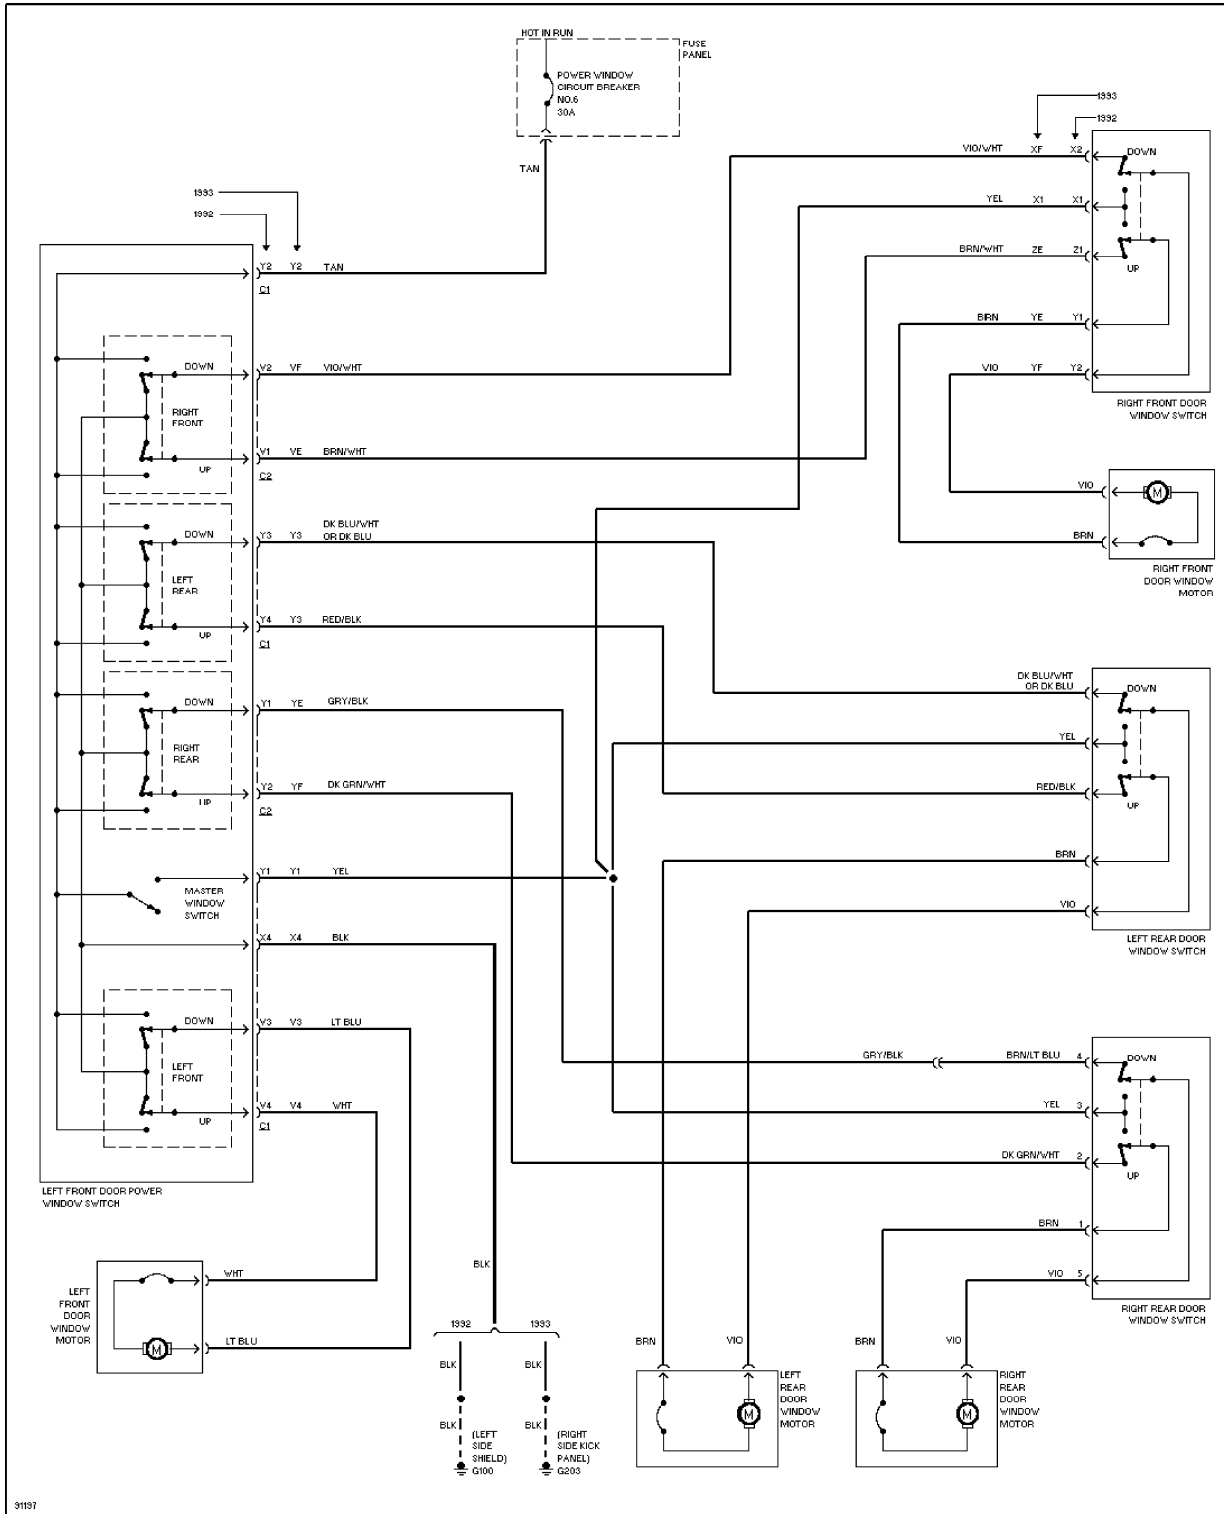 HOT IN RUN
FUSE
PANEL
POWER WINDOW
CIRCUIT BREAKER
NO.6
30A
TAN
1993
1992
1993
1992
Y2 Y2 TAN
C1
VIO/WHT XF X2
DOWN
YEL X1 X1
BRN/WHT ZE Z1
UP
BRN YE Y1
VIO YF Y2
RIGHT FRONT DOOR
WINDOW SWITCH
DOWN
V2 VF VIO/WHT
RIGHT
FRONT
V1 VE BRN/WHT
UP
C2
VIO
M
BRN
RIGHT FRONT
DOOR WINDOW
MOTOR
DOWN
Y3 Y3 DK BLU/WHT
OR DK BLU
LEFT
REAR
Y4 Y3 RED/BLK
UP
C1
DOWN
Y1 YE GRY/BLK
RIGHT
REAR
Y2 YF DK GRN/WHT
UP
C2
DK BLU/WHT
OR DK BLU
DOWN
YEL
RED/BLK
UP
BRN
VIO
LEFT REAR DOOR
WINDOW SWITCH
Y1 Y1 YEL
MASTER
WINDOW
SWITCH
X4 X4 BLK
DOWN
V3 V3 LT BLU
LEFT
FRONT
V4 V4 WHT
UP
C1
LEFT FRONT DOOR POWER
WINDOW SWITCH
GRY/BLK
BRN/LT BLU 4
DOWN
YEL 3
DK GRN/WHT 2
UP
BRN 1
VIO 5
RIGHT REAR DOOR
WINDOW SWITCH
LEFT
FRONT
DOOR
WINDOW
MOTOR
WHT
M
LT BLU
BLK
1992
1993
BLK
BLK
BLK
BLK
(LEFT
SIDE
SHIELD)
G100
(RIGHT
SIDE KICK
PANEL)
G203
BRN
VIO
M
LEFT
REAR
DOOR
WINDOW
MOTOR
BRN
VIO
M
RIGHT
REAR
DOOR
WINDOW
MOTOR
91197